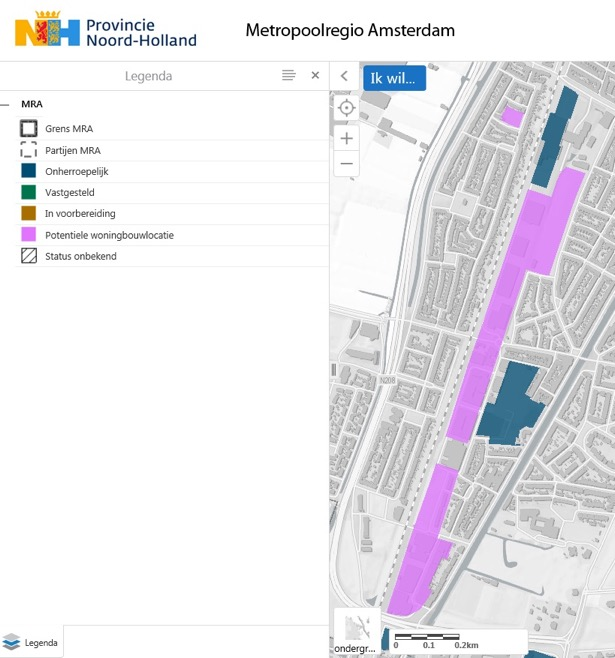 NH Provincie
Noord-Holland
Metropoolregio Amsterdam
Legenda
Ik wil...
MRA
Grens MRA
Partijen MRA
Onherroepelijk
Vastgesteld
In voorbereiding
Potentiele woningbouwlocatie
Status onbekend
N208
Legenda
ondergr...
0 0.1 0.2km